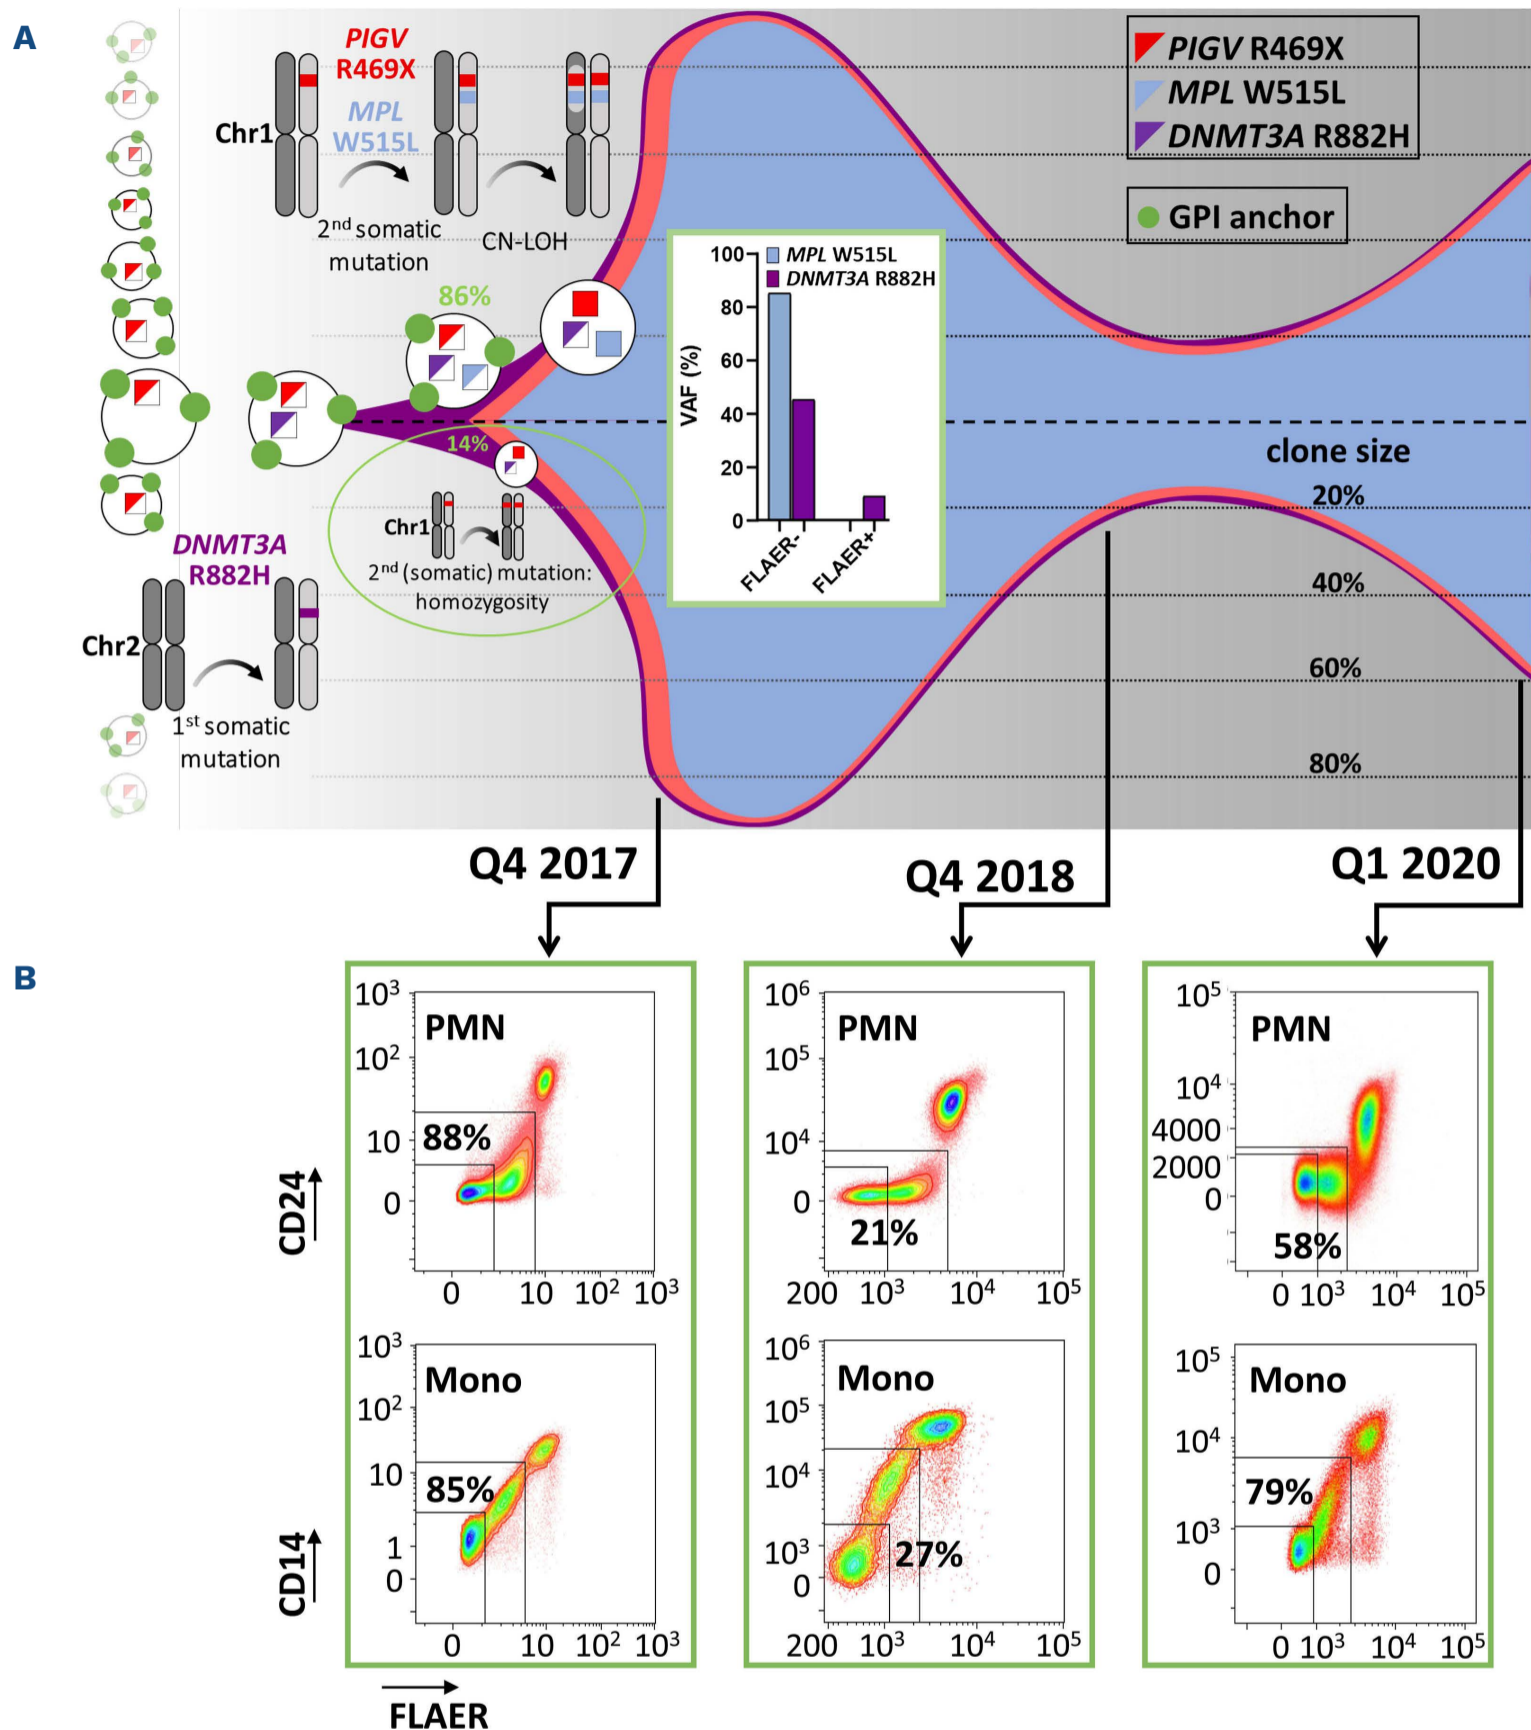 A
PIGV
R469X
MPL
W515L
Chr1
2nd somatic
mutation
CN-LOH
PIGV R469X
MPL W515L
DNMT3A R882H
GPI anchor
86%
14%
Chr1
2nd (somatic) mutation:
homozygosity
DNMT3A
R882H
Chr2
1st somatic
mutation
MPL W515L
DNMT3A R882H
VAF (%)
100
80
60
40
20
0
FLAER-
FLAER+
clone size
20%
40%
60%
80%
Q4 2017
Q4 2018
Q1 2020
B
CD24
10³
10²
10
0
PMN
88%
0 10 10² 10³
10⁶
10⁵
10⁴
0
PMN
21%
200 10³ 10⁴ 10⁵
10⁵
10⁴
4000
2000
0
PMN
58%
0 10³ 10⁴ 10⁵
CD14
10³
10²
10
1
0
Mono
85%
0 10 10² 10³
10⁶
10⁵
10⁴
10³
0
Mono
27%
200 10³ 10⁴ 10⁵
10⁵
10⁴
10³
0
Mono
79%
0 10³ 10⁴ 10⁵
FLAER